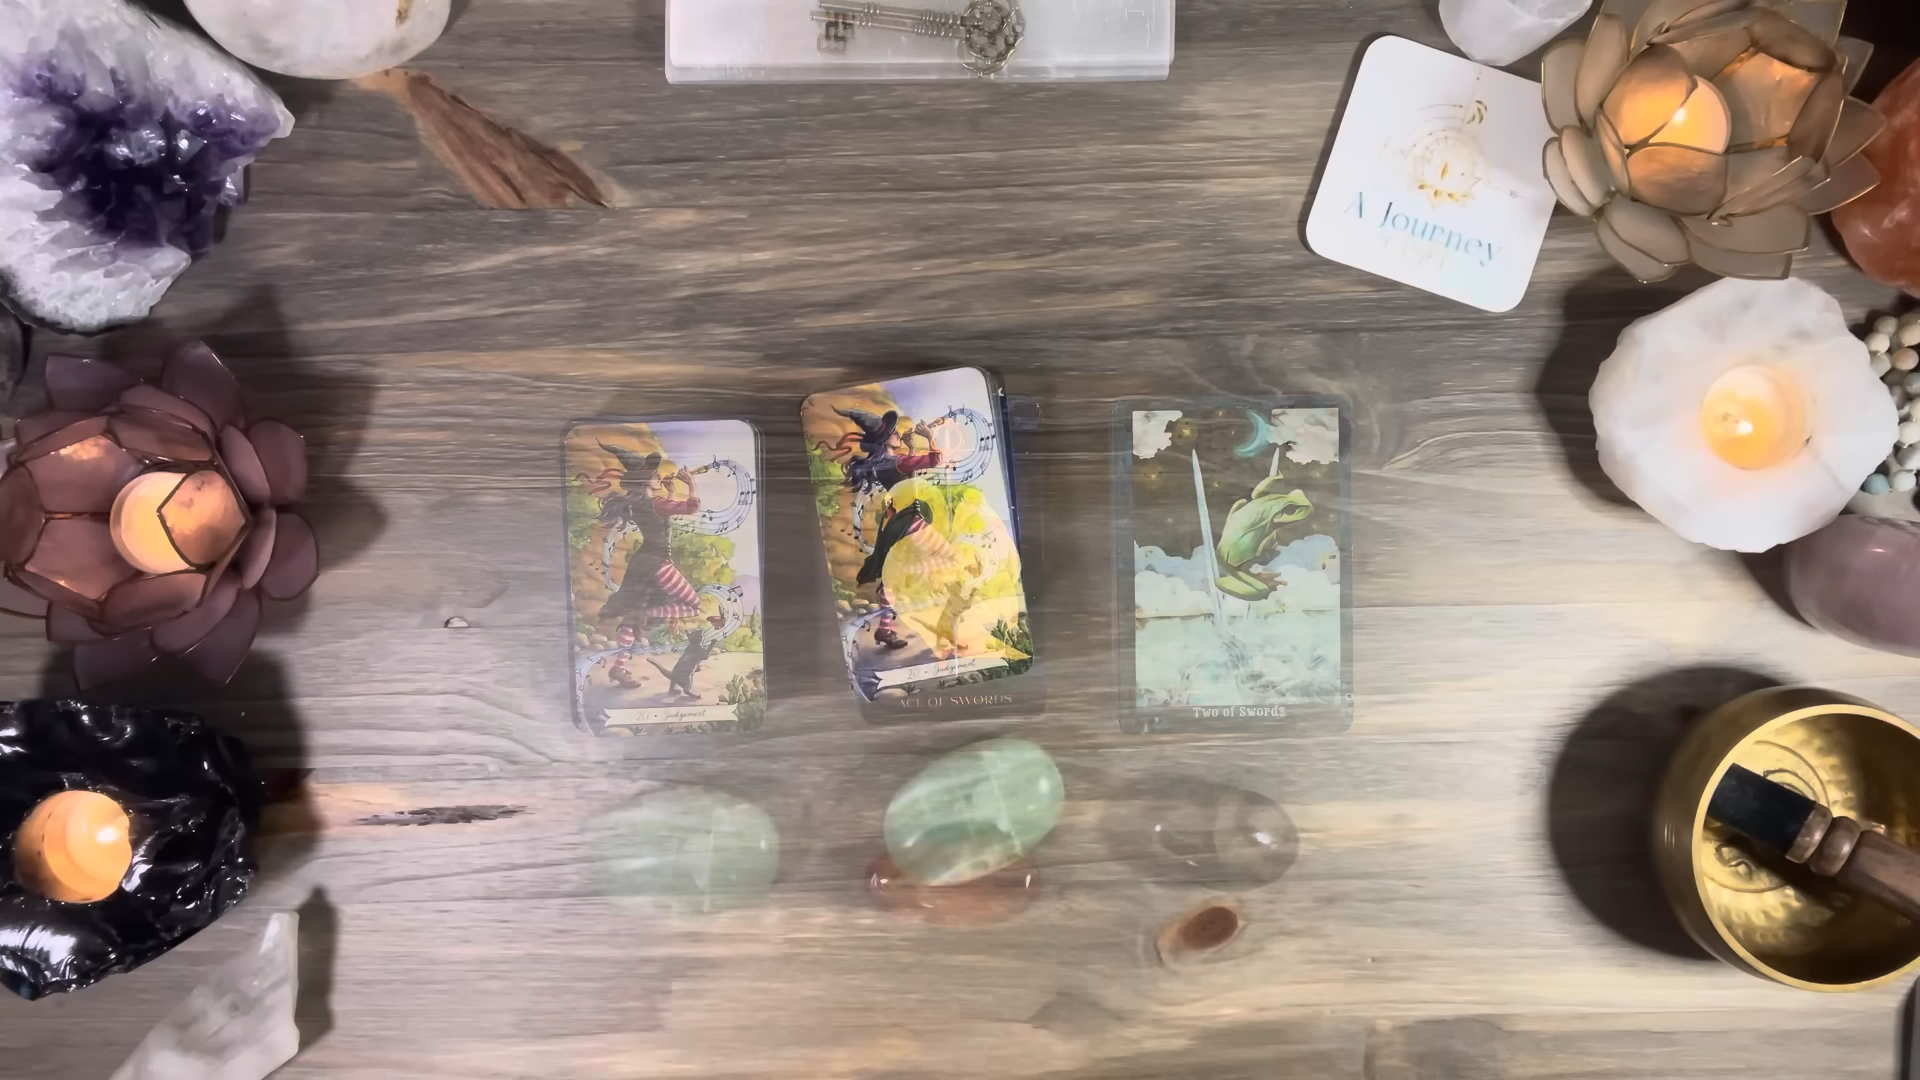 A Journey
20 • Judgement
20 • Judgement
ACE OF SWORDS
Two of Swords